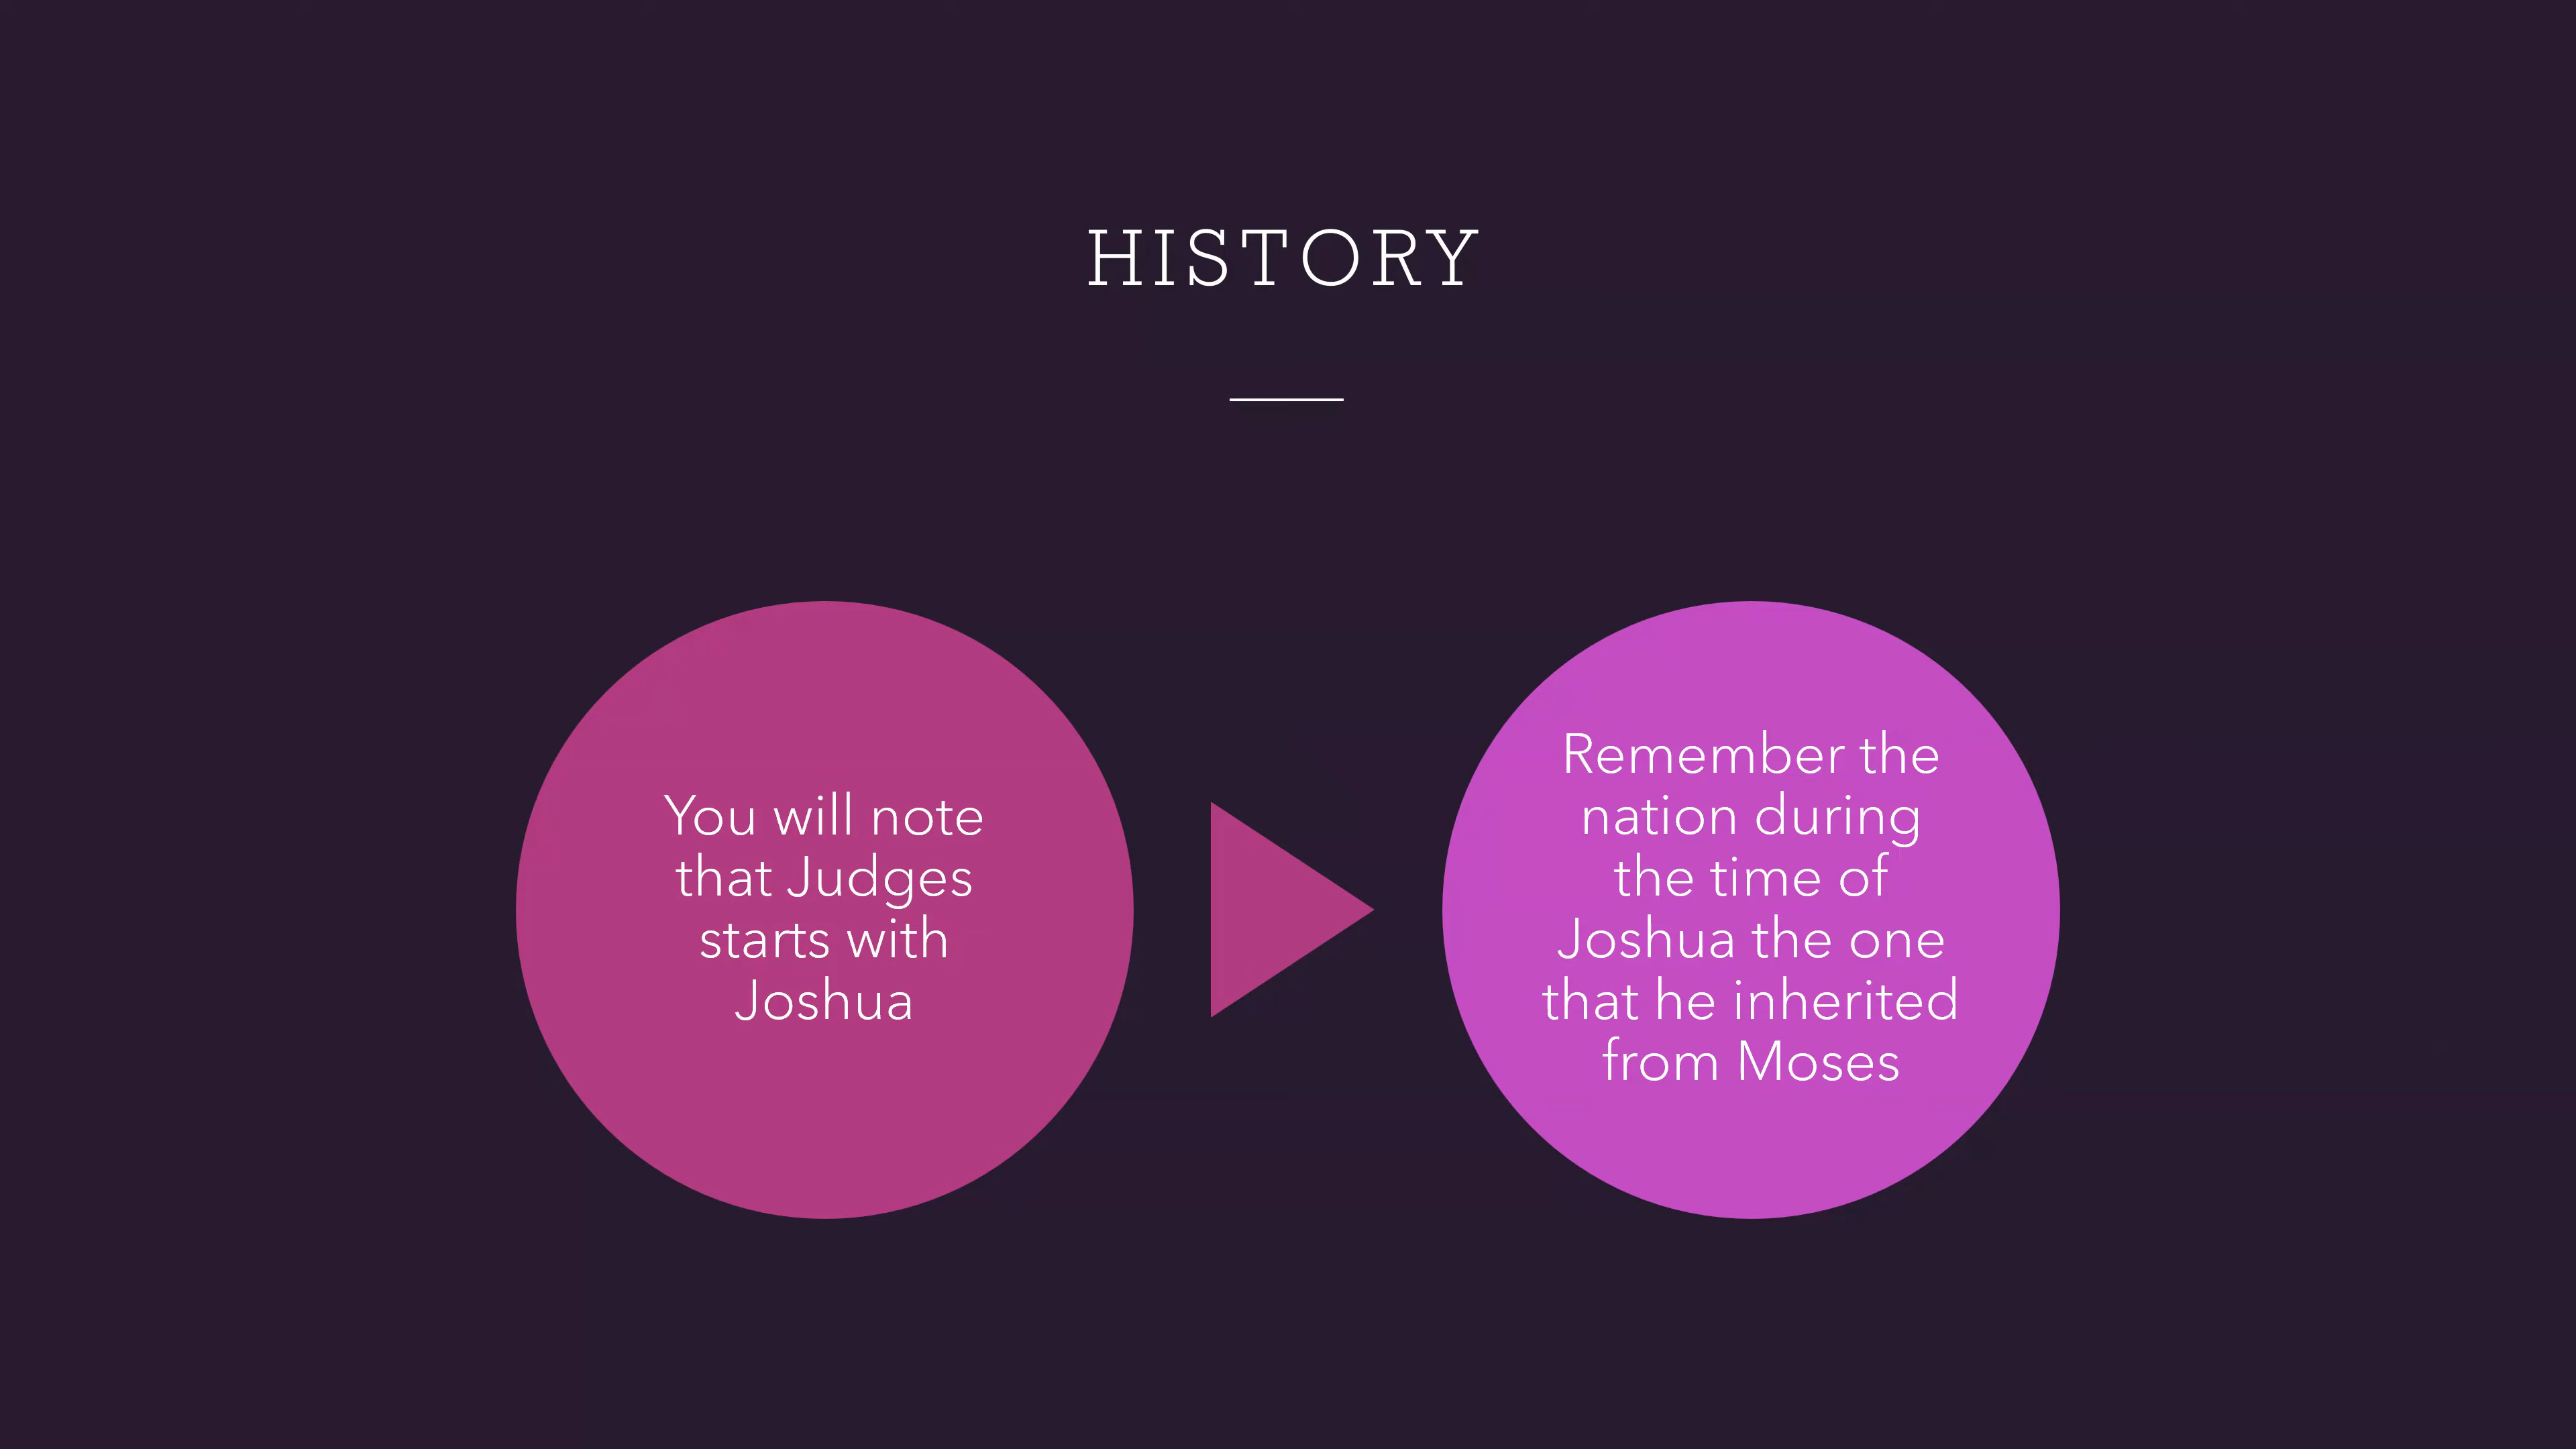 HISTORY
You will note
that Judges
starts with
Joshua
Remember the
nation during
the time of
Joshua the one
that he inherited
from Moses